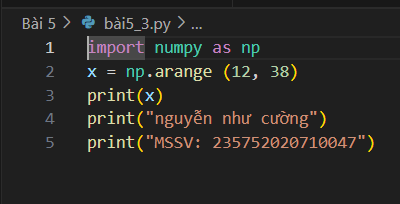 Bài 5 > bài5_3.py > ...
1 import numpy as np
2 x = np.arange (12, 38)
3 print(x)
4 print("nguyễn như cường")
5 print("MSSV: 235752020710047")